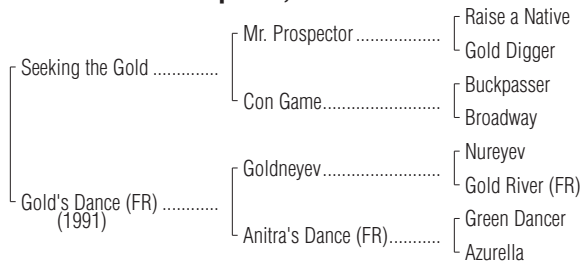 Raise a Native
Mr. Prospector ..................
Gold Digger
Seeking the Gold ..............
Buckpasser
Con Game.........................
Broadway
Nureyev
Goldneyev.........................
Gold River (FR)
Gold's Dance (FR) ............
(1991)
Green Dancer
Anitra's Dance (FR)...........
Azurella